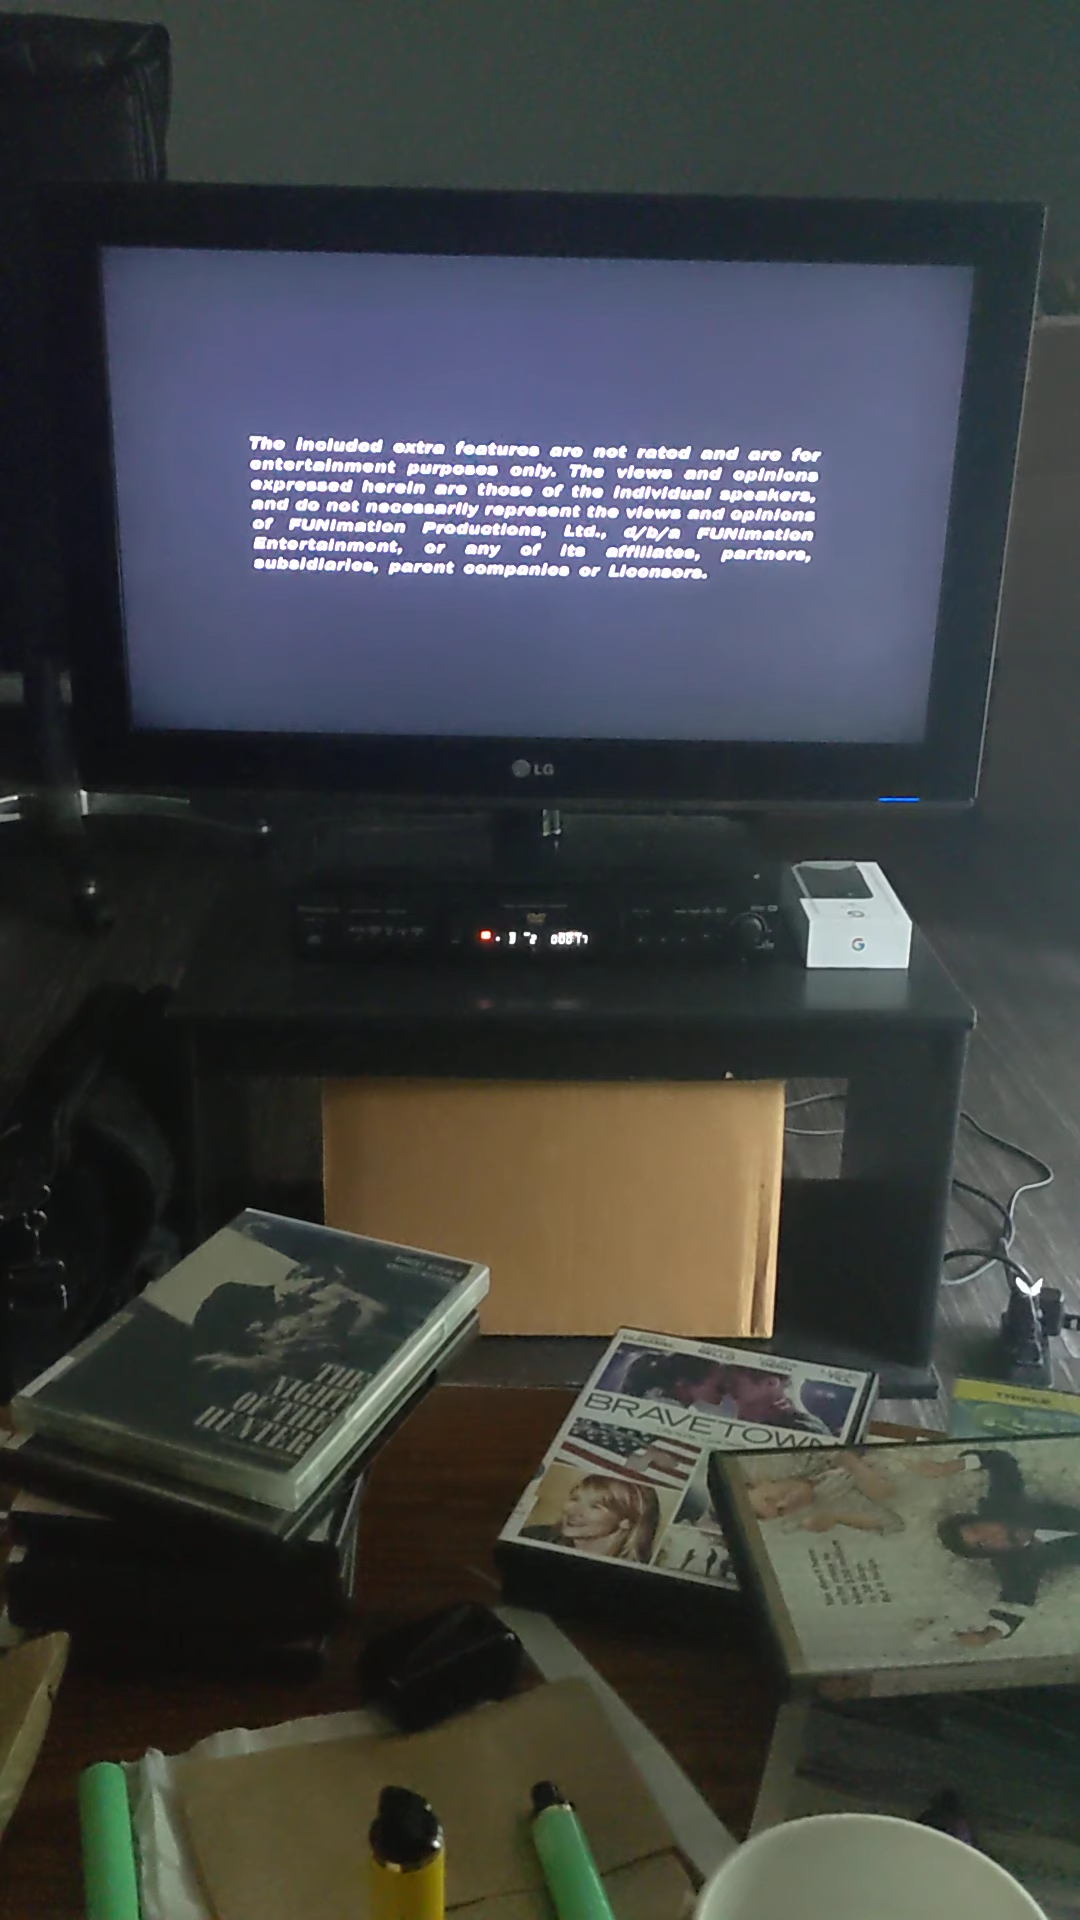 The included extra features are not rated and are for
entertainment purposes only. The views and opinions
expressed herein are those of the individual speakers,
and do not necessarily represent the views and opinions
of FUNimation Productions, Ltd., d/b/a FUNimation
Entertainment, or any of its affiliates, partners,
subsidiaries, parent companies or Licensors.
LG
G
THE
NIGHT
OF THE
HUNTER
BELLO
DERN
TILL
BRAVETOWN